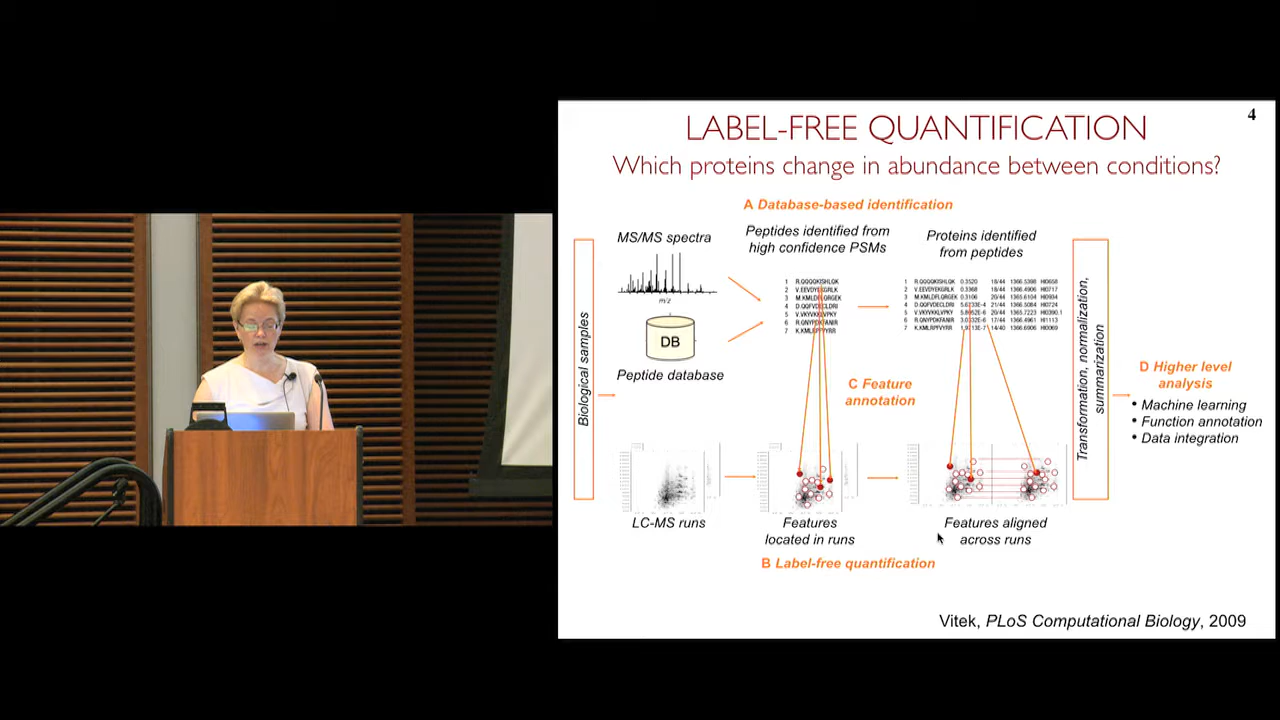 4
LABEL-FREE QUANTIFICATION
Which proteins change in abundance between conditions?
A Database-based identification
MS/MS spectra
Peptides identified from
high confidence PSMs
Proteins identified
from peptides
m/z
DB
Peptide database
Biological samples
C Feature
annotation
Transformation, normalization,
summarization
D Higher level
analysis
• Machine learning
• Function annotation
• Data integration
LC-MS runs
Features
located in runs
Features aligned
across runs
B Label-free quantification
Vitek, PLoS Computational Biology, 2009